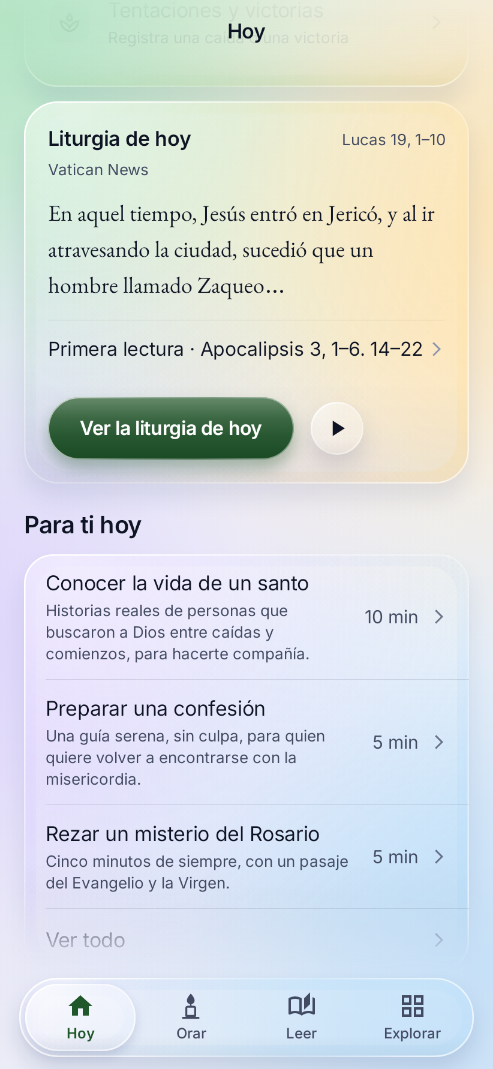 Tentaciones y victorias
Hoy
Registra una caída o una victoria
Liturgia de hoy
Lucas 19, 1–10
Vatican News
En aquel tiempo, Jesús entró en Jericó, y al ir
atravesando la ciudad, sucedió que un
hombre llamado Zaqueo…
Primera lectura · Apocalipsis 3, 1–6. 14–22
Ver la liturgia de hoy
Para ti hoy
Conocer la vida de un santo
Historias reales de personas que
buscaron a Dios entre caídas y
comienzos, para hacerte compañía.
10 min
Preparar una confesión
Una guía serena, sin culpa, para quien
quiere volver a encontrarse con la
misericordia.
5 min
Rezar un misterio del Rosario
Cinco minutos de siempre, con un pasaje
del Evangelio y la Virgen.
5 min
Ver todo
Hoy
Orar
Leer
Explorar